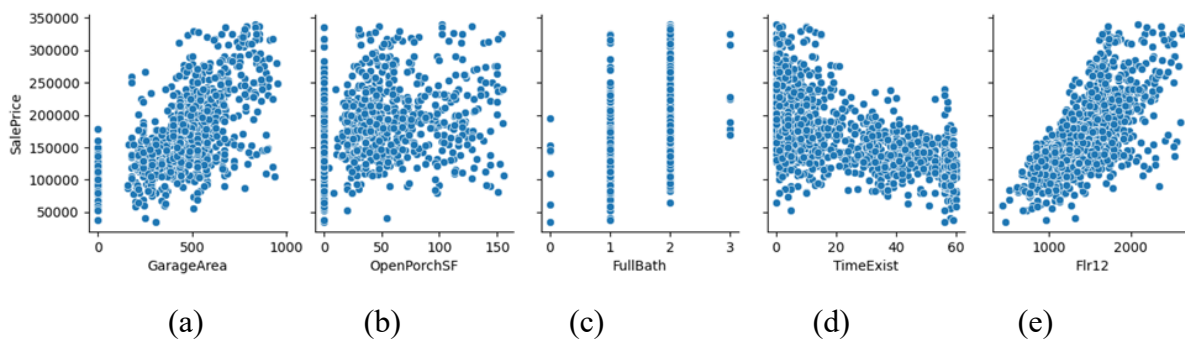 SalePrice
350000
300000
250000
200000
150000
100000
50000
0 500 1000
GarageArea
0 50 100 150
OpenPorchSF
0 1 2 3
FullBath
0 20 40 60
TimeExist
1000 2000
Flr12
(a) (b) (c) (d) (e)